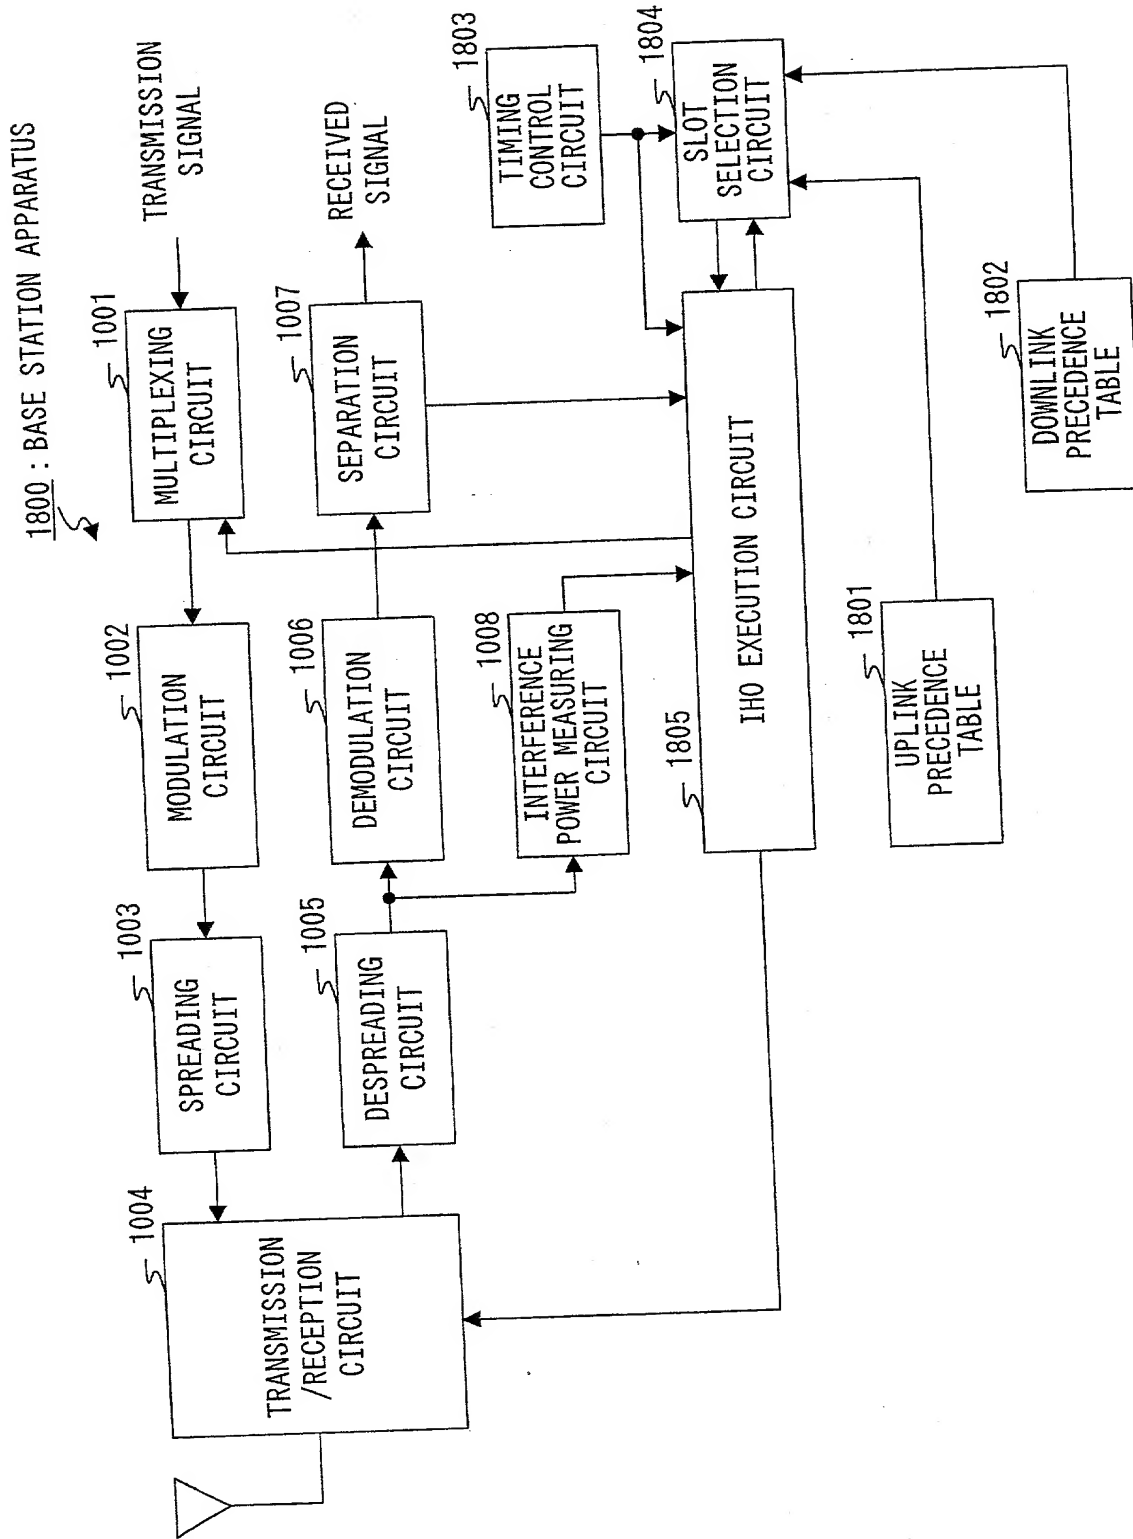 1800 : BASE STATION APPARATUS
1004
TRANSMISSION
/RECEPTION
CIRCUIT
1003
SPREADING
CIRCUIT
1002
MODULATION
CIRCUIT
1001
MULTIPLEXING
CIRCUIT
TRANSMISSION
SIGNAL
1005
DESPREADING
CIRCUIT
1006
DEMODULATION
CIRCUIT
1007
SEPARATION
CIRCUIT
RECEIVED
SIGNAL
1008
INTERFERENCE
POWER MEASURING
CIRCUIT
1803
TIMING
CONTROL
CIRCUIT
1805
IHO EXECUTION CIRCUIT
1804
SLOT
SELECTION
CIRCUIT
1801
UPLINK
PRECEDENCE
TABLE
1802
DOWNLINK
PRECEDENCE
TABLE